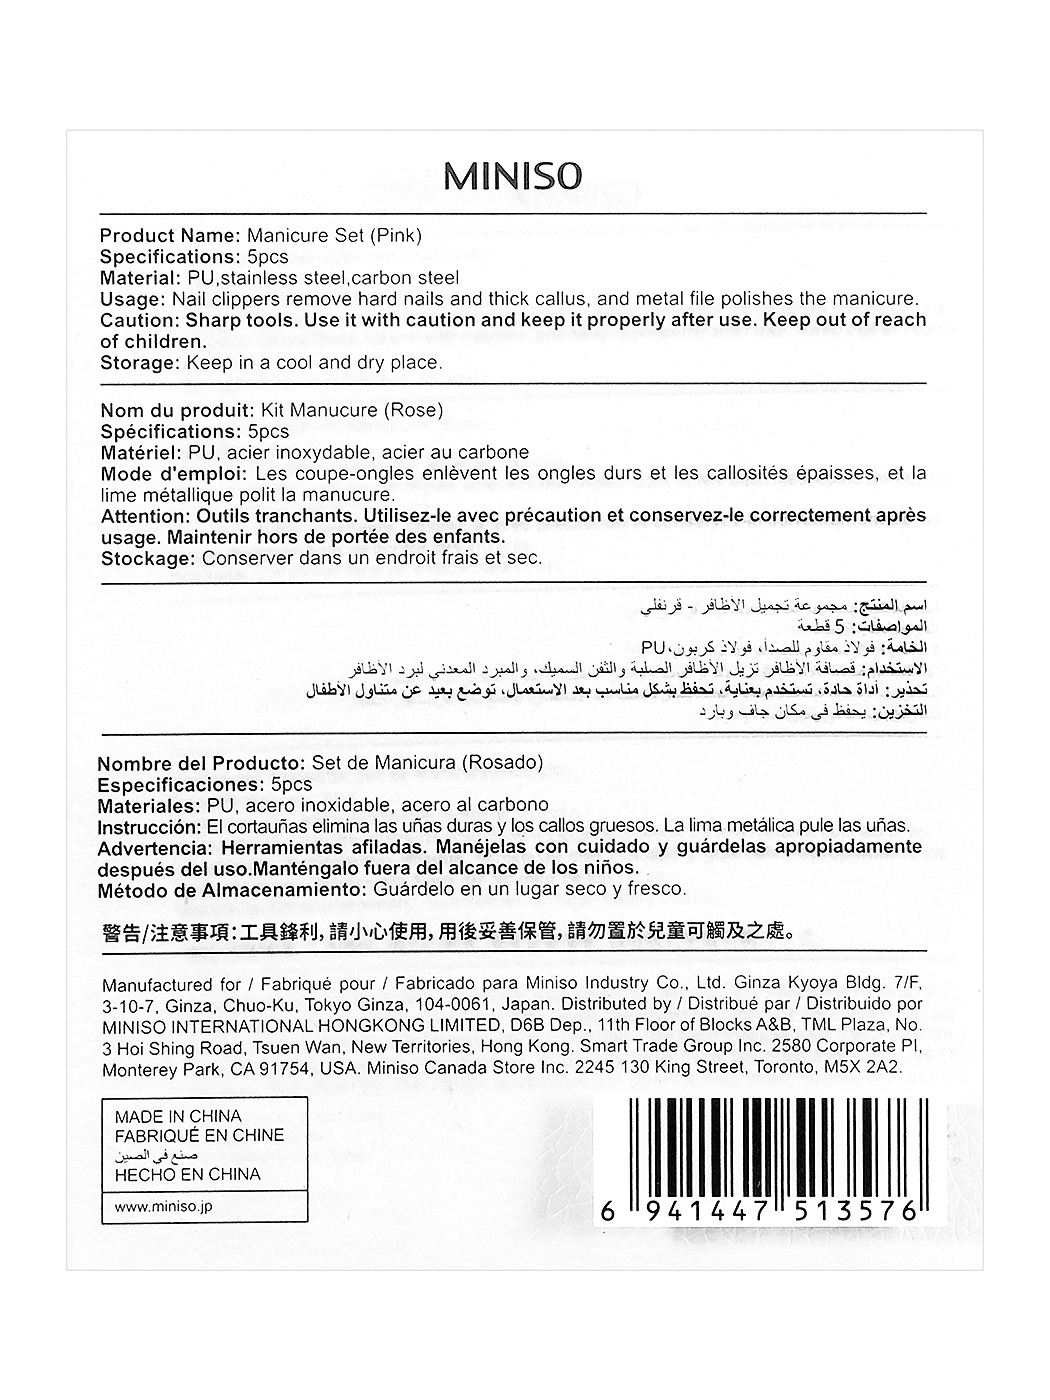 MINISO
Product Name: Manicure Set (Pink)
Specifications: 5pcs
Material: PU,stainless steel,carbon steel
Usage: Nail clippers remove hard nails and thick callus, and metal file polishes the manicure.
Caution: Sharp tools. Use it with caution and keep it properly after use. Keep out of reach
of children.
Storage: Keep in a cool and dry place.
Nom du produit: Kit Manucure (Rose)
Spécifications: 5pcs
Matériel: PU, acier inoxydable, acier au carbone
Mode d'emploi: Les coupe-ongles enlèvent les ongles durs et les callosités épaisses, et la
lime métallique polit la manucure.
Attention: Outils tranchants. Utilisez-le avec précaution et conservez-le correctement après
usage. Maintenir hors de portée des enfants.
Stockage: Conserver dans un endroit frais et sec.
اسم المنتج: مجموعة تجميل الأظافر - قرنفلي
المواصفات: 5 قطعة
الخامة: فولاذ مقاوم للصدأ، فولاذ كربون، PU
الاستخدام: قصافة الأظافر تزيل الأظافر الصلبة والثفن السميك، والمبرد المعدني لبرد الأظافر
تحذير: أداة حادة، تستخدم بعناية، تحفظ بشكل مناسب بعد الاستعمال، توضع بعيد عن متناول الأطفال
التخزين: يحفظ في مكان جاف وبارد
Nombre del Producto: Set de Manicura (Rosado)
Especificaciones: 5pcs
Materiales: PU, acero inoxidable, acero al carbono
Instrucción: El cortauñas elimina las uñas duras y los callos gruesos. La lima metálica pule las uñas.
Advertencia: Herramientas afiladas. Manéjelas con cuidado y guárdelas apropiadamente
después del uso.Manténgalo fuera del alcance de los niños.
Método de Almacenamiento: Guárdelo en un lugar seco y fresco.
警告/注意事項:工具鋒利,請小心使用,用後妥善保管,請勿置於兒童可觸及之處。
Manufactured for / Fabriqué pour / Fabricado para Miniso Industry Co., Ltd. Ginza Kyoya Bldg. 7/F,
3-10-7, Ginza, Chuo-Ku, Tokyo Ginza, 104-0061, Japan. Distributed by / Distribué par / Distribuido por
MINISO INTERNATIONAL HONGKONG LIMITED, D6B Dep., 11th Floor of Blocks A&B, TML Plaza, No.
3 Hoi Shing Road, Tsuen Wan, New Territories, Hong Kong. Smart Trade Group Inc. 2580 Corporate Pl,
Monterey Park, CA 91754, USA. Miniso Canada Store Inc. 2245 130 King Street, Toronto, M5X 2A2.
MADE IN CHINA
FABRIQUÉ EN CHINE
صنع في الصين
HECHO EN CHINA
www.miniso.jp
6 941447 513576